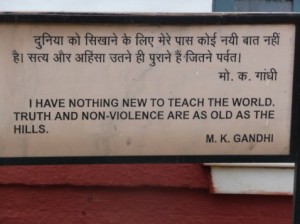 दुनिया को सिखाने के लिए मेरे पास कोई नयी बात नहीं
है। सत्य और अहिंसा उतने ही पुराने हैं जितने पर्वत।
मो. क. गांधी
I HAVE NOTHING NEW TO TEACH THE WORLD.
TRUTH AND NON-VIOLENCE ARE AS OLD AS THE
HILLS.
M. K. GANDHI